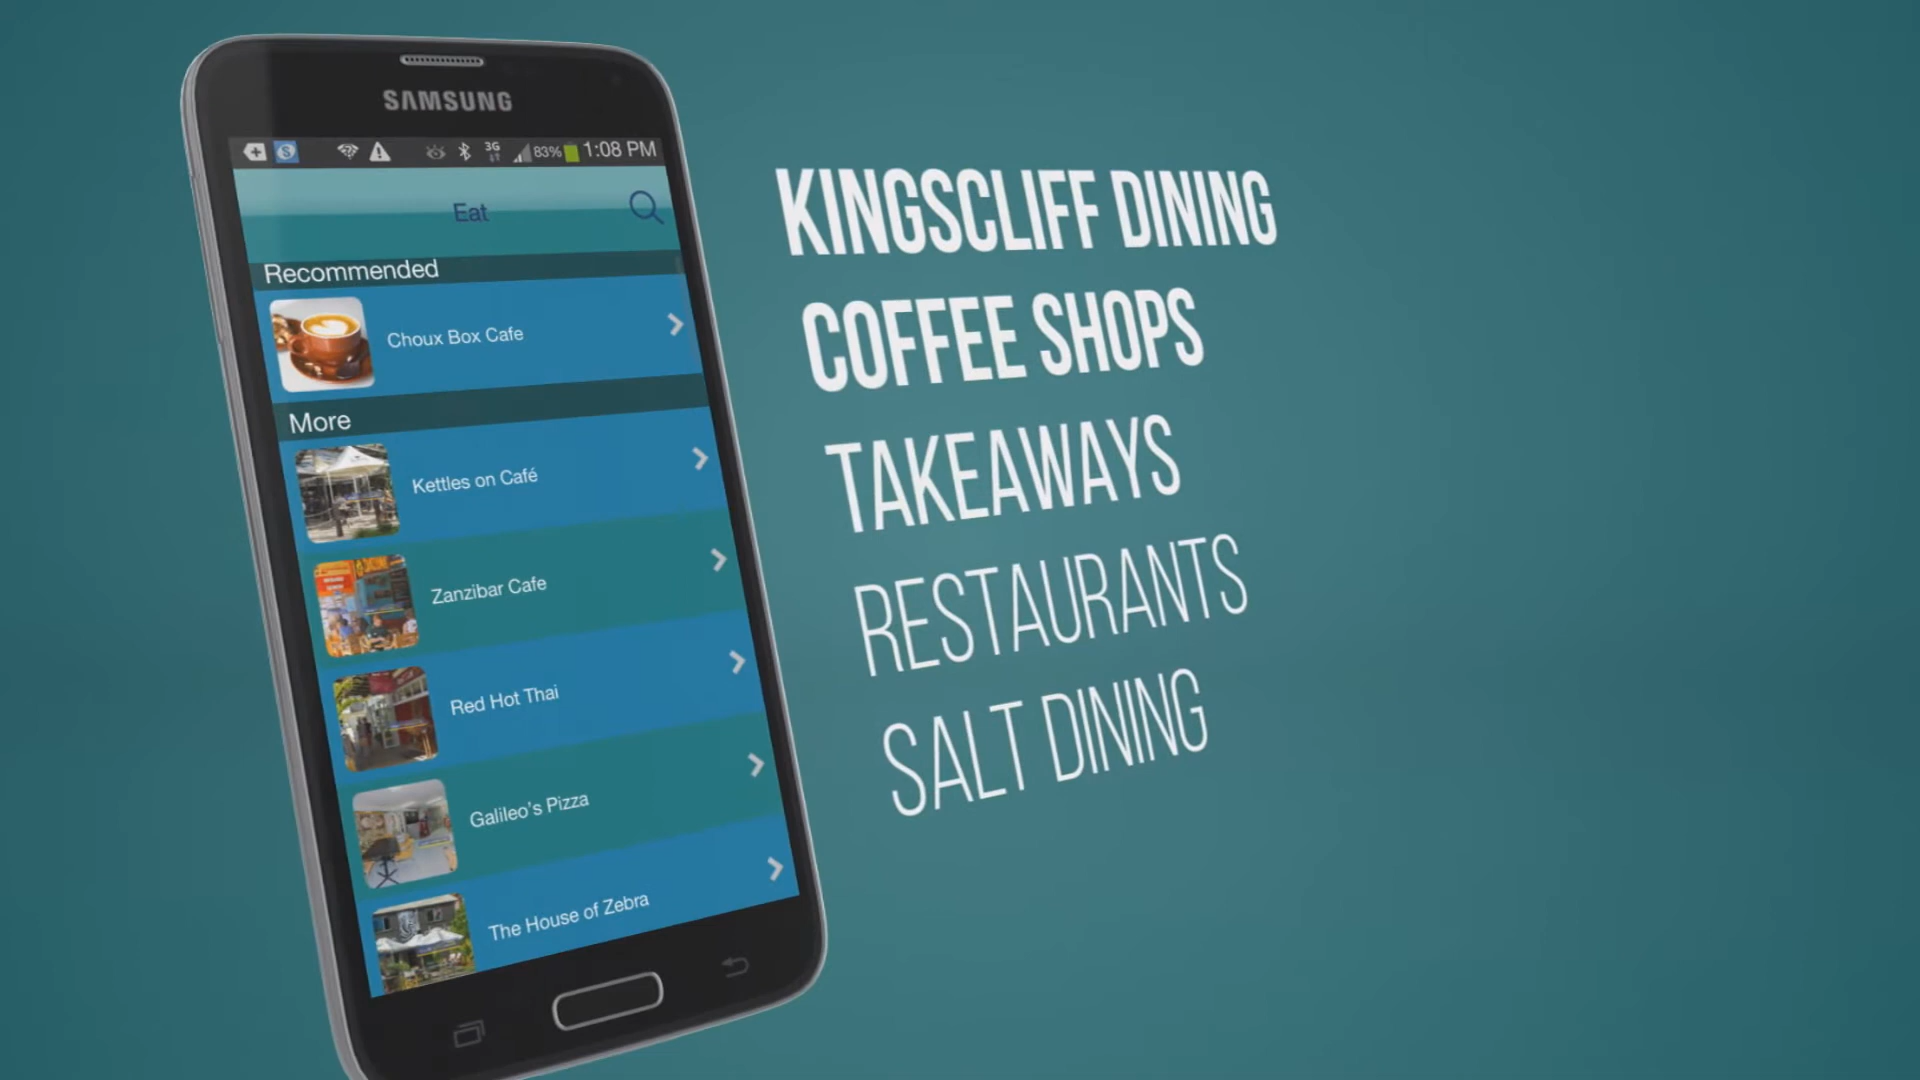 SAMSUNG
3G
83%
1:08 PM
Eat
Recommended
Choux Box Cafe
More
Kettles on Café
Zanzibar Cafe
Red Hot Thai
Galileo's Pizza
The House of Zebra
KINGSCLIFF DINING
COFFEE SHOPS
TAKEAWAYS
RESTAURANTS
SALT DINING